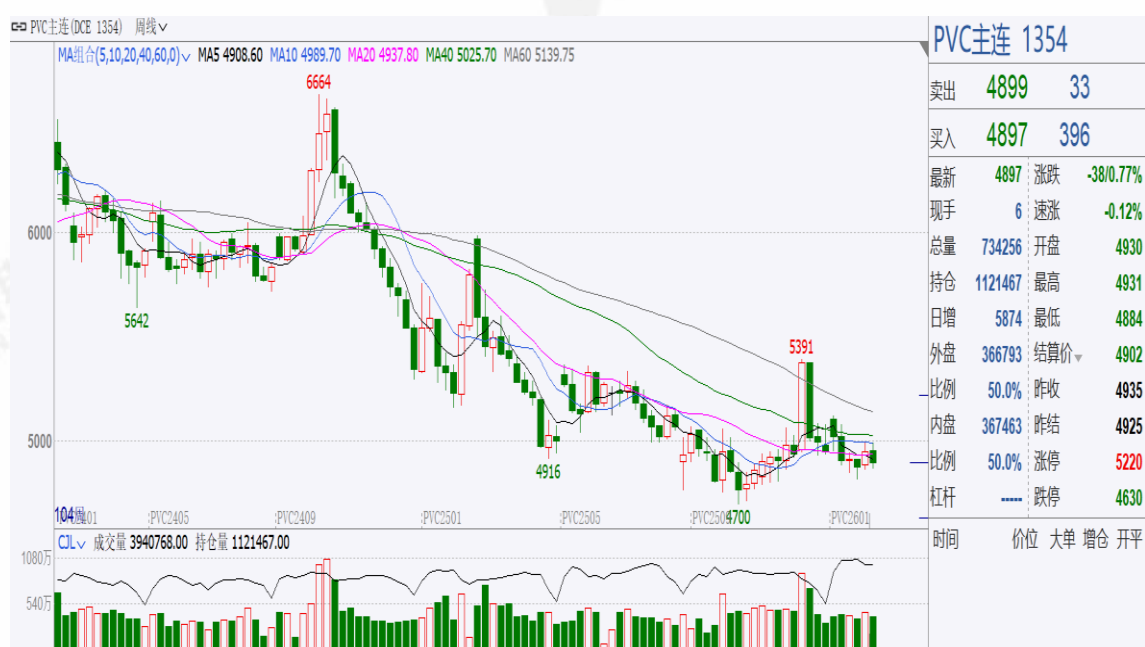 PVC主连(DCE 1354) 周线
MA组合(5,10,20,40,60,0) MA5 4908.60 MA10 4989.70 MA20 4937.80 MA40 5025.70 MA60 5139.75
6664
6000
5642
5391
5000
4916
4700
104周
PVC2405 PVC2409 PVC2501 PVC2505 PVC2601
CJL 成交量 3940768.00 持仓量 1121467.00
1080万
540万
PVC主连 1354
卖出 4899 33
买入 4897 396
最新 4897 涨跌 -38/0.77%
现手 6 速涨 -0.12%
总量 734256 开盘 4930
持仓 1121467 最高 4931
日增 5874 最低 4884
外盘 366793 结算价 4902
比例 50.0% 昨收 4935
内盘 367463 昨结 4925
比例 50.0% 涨停 5220
杠杆 ----- 跌停 4630
时间 价位 大单 增仓 开平